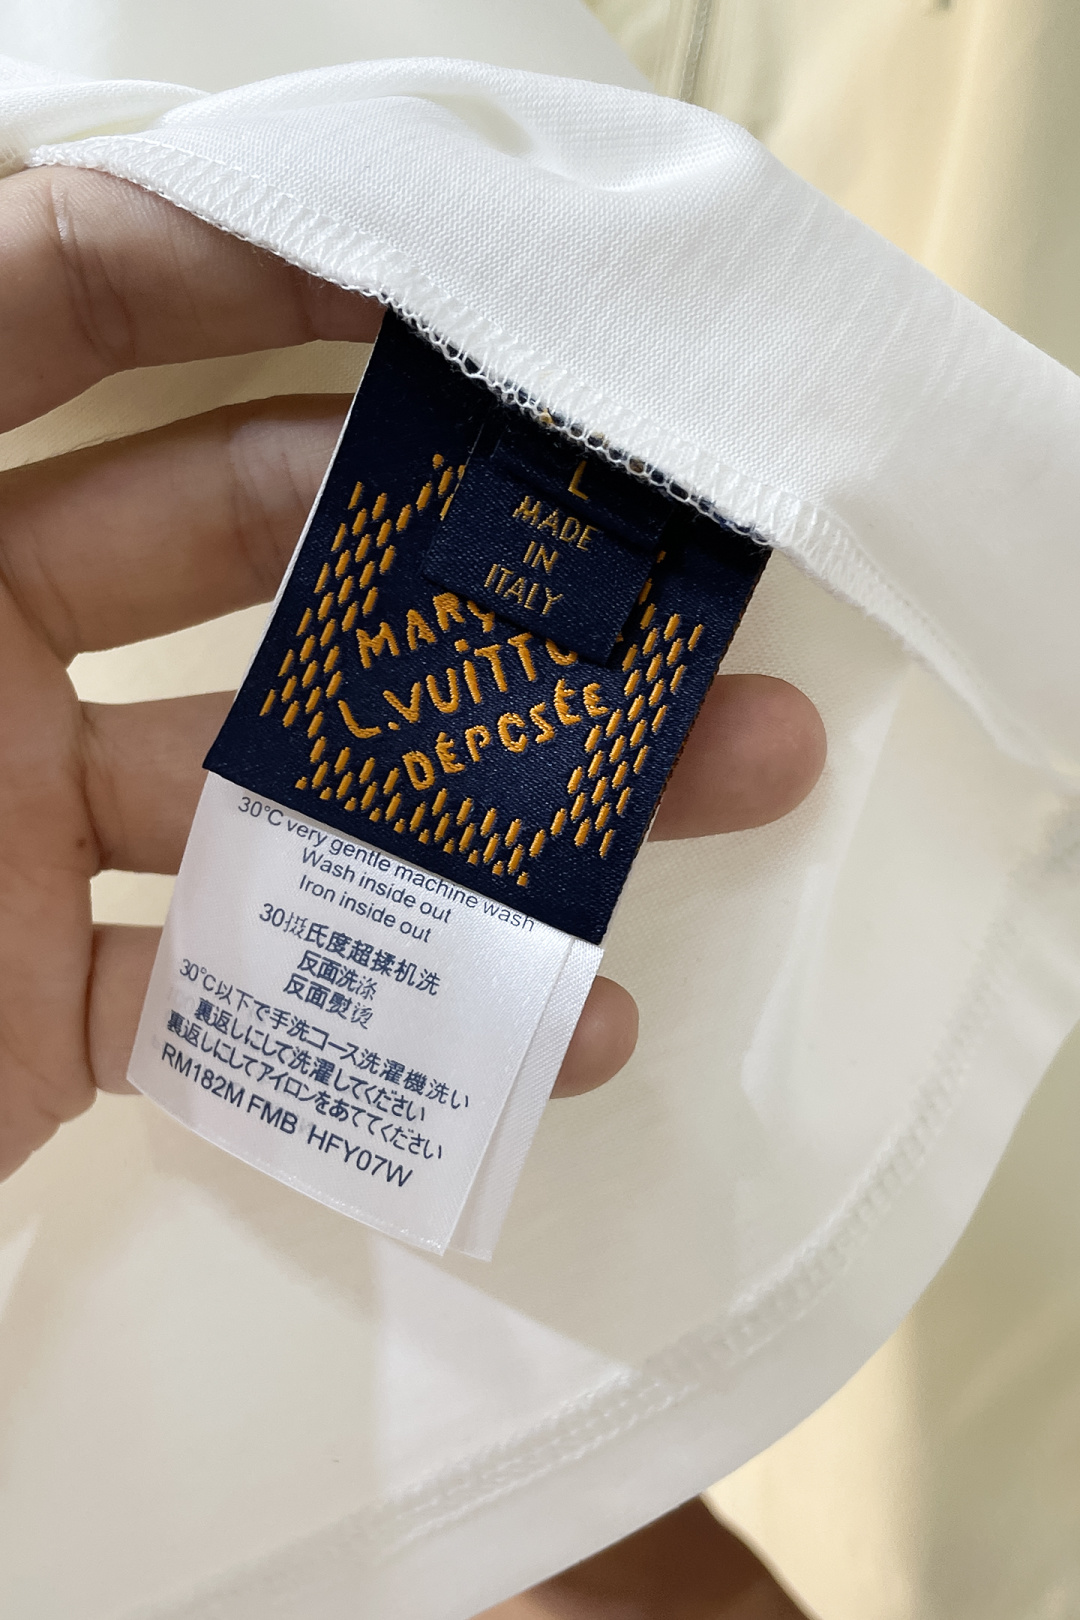 L
MADE
IN
ITALY
MARQ
L.VUITTO
DÉPOSÉE
30°C very gentle machine wash
Wash inside out
Iron inside out
30摄氏度超揉机洗
反面洗涤
反面熨烫
30°C以下で手洗コース洗濯機洗い
裏返しにして洗濯してください
裏返しにしてアイロンをあててください
RM182M FMB HFY07W